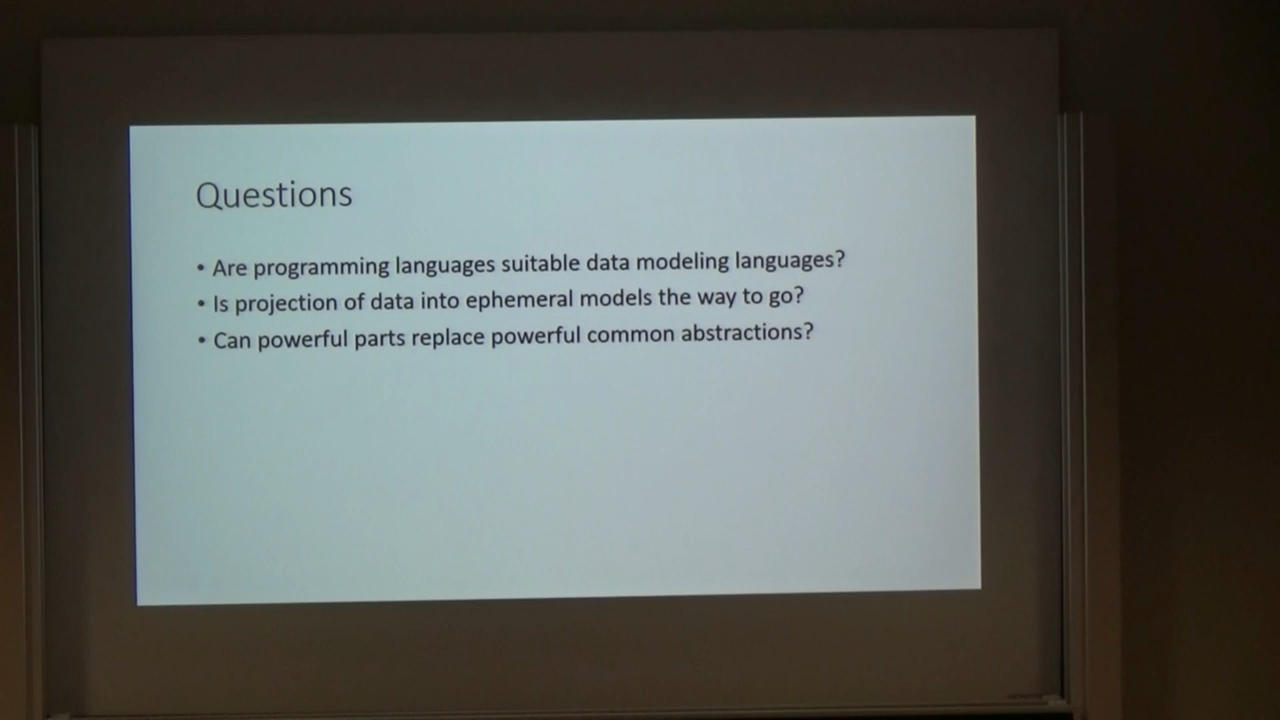 Questions
• Are programming languages suitable data modeling languages?
• Is projection of data into ephemeral models the way to go?
• Can powerful parts replace powerful common abstractions?